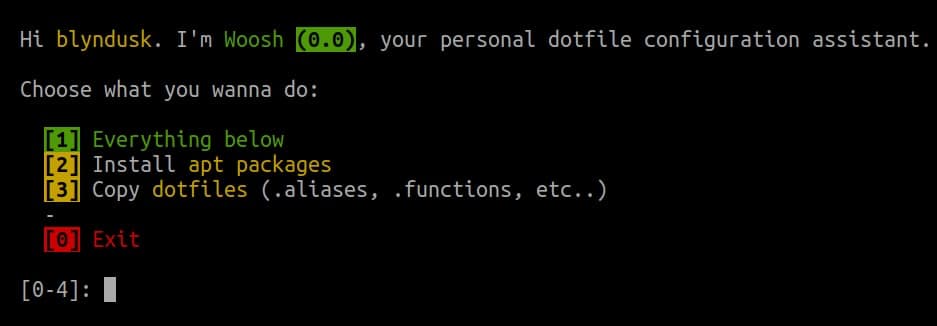 Hi blyndusk. I'm Woosh (0.0), your personal dotfile configuration assistant.
Choose what you wanna do:
[1] Everything below
[2] Install apt packages
[3] Copy dotfiles (.aliases, .functions, etc..)
-
[0] Exit
[0-4]: